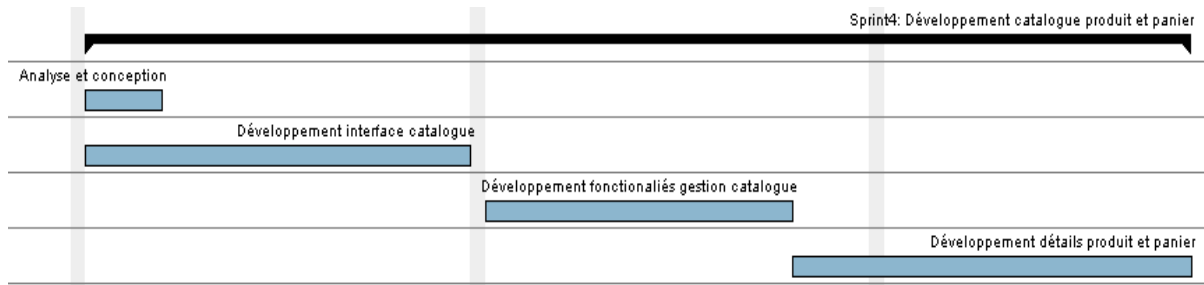 Sprint4: Développement catalogue produit et panier
Analyse et conception
Développement interface catalogue
Développement fonctionaliés gestion catalogue
Développement détails produit et panier